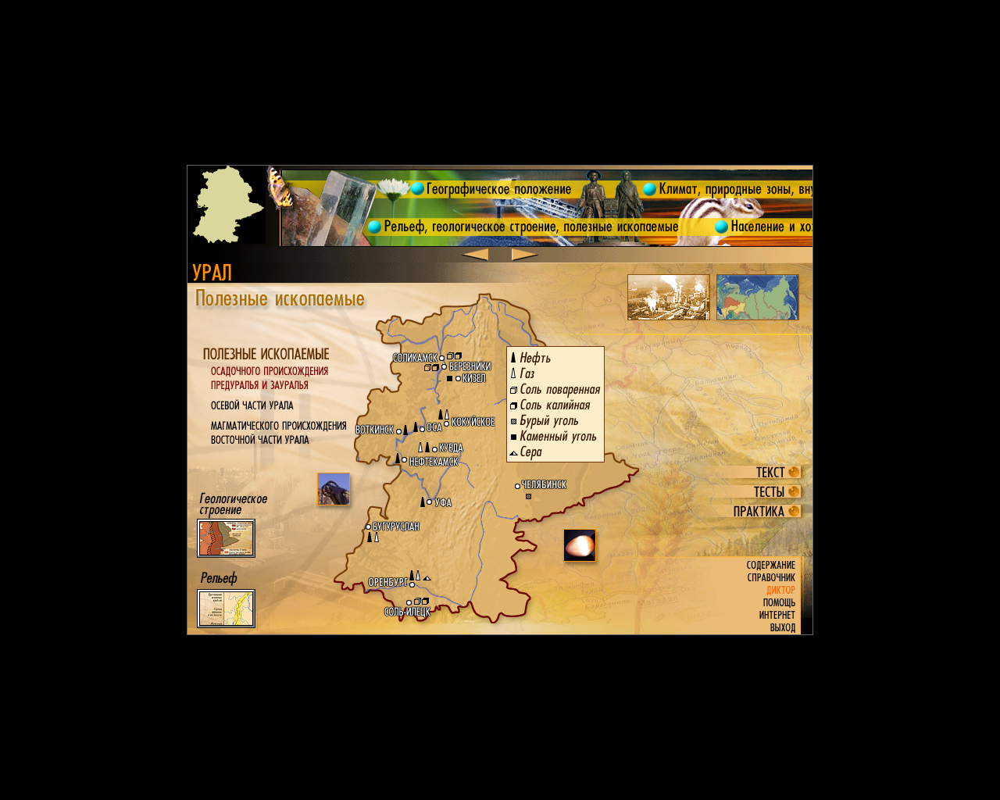 Географическое положение
Климат, природные зоны, вну
Рельеф, геологическое строение, полезные ископаемые
Население и хо
УРАЛ
Полезные ископаемые
ПОЛЕЗНЫЕ ИСКОПАЕМЫЕ
ОСАДОЧНОГО ПРОИСХОЖДЕНИЯ
ПРЕДУРАЛЬЯ И ЗАУРАЛЬЯ
ОСЕВОЙ ЧАСТИ УРАЛА
МАГМАТИЧЕСКОГО ПРОИСХОЖДЕНИЯ
ВОСТОЧНОЙ ЧАСТИ УРАЛА
Геологическое
строение
Рельеф
СОЛИКАМСК
БЕРЕЗНИКИ
КИЗЕЛ
КОКУЙСКОЕ
ВОТКИНСК
ОСА
КУЕДА
НЕФТЕКАМСК
ЧЕЛЯБИНСК
УФА
БУГУРУСЛАН
ОРЕНБУРГ
СОЛЬ-ИЛЕЦК
Нефть
Газ
Соль поваренная
Соль калийная
Бурый уголь
Каменный уголь
Сера
ТЕКСТ
ТЕСТЫ
ПРАКТИКА
СОДЕРЖАНИЕ
СПРАВОЧНИК
ДИКТОР
ПОМОЩЬ
ИНТЕРНЕТ
ВЫХОД